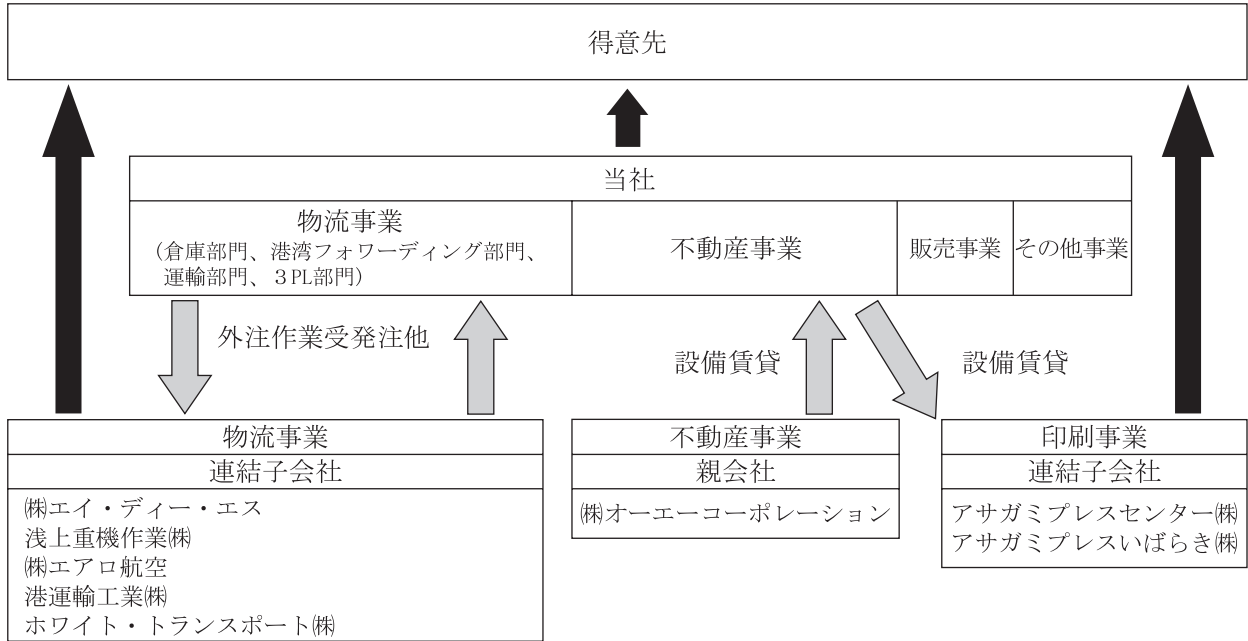 得意先
当社
物流事業
(倉庫部門、港湾フォワーディング部門、
運輸部門、３PL部門)
不動産事業
販売事業
その他事業
外注作業受発注他
設備賃貸
設備賃貸
物流事業
連結子会社
㈱エイ・ディー・エス
浅上重機作業㈱
㈱エアロ航空
港運輸工業㈱
ホワイト・トランスポート㈱
不動産事業
親会社
㈱オーエーコーポレーション
印刷事業
連結子会社
アサガミプレスセンター㈱
アサガミプレスいばらき㈱